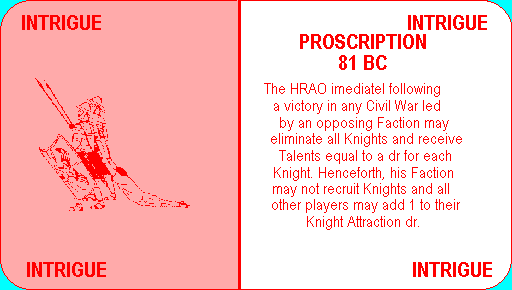 INTRIGUE
INTRIGUE
PROSCRIPTION
81 BC
The HRAO imediatel following
a victory in any Civil War led
by an opposing Faction may
eliminate all Knights and receive
Talents equal to a dr for each
Knight. Henceforth, his Faction
may not recruit Knights and all
other players may add 1 to their
Knight Attraction dr.
INTRIGUE
INTRIGUE